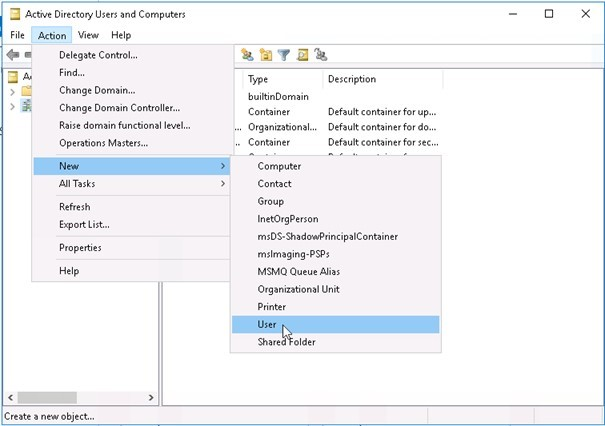 Active Directory Users and Computers
File Action View Help
Type Description
builtinDomain
Container Default container for up...
... Organizational... Default container for do...
Container Default container for sec...
Delegate Control...
Find...
Change Domain...
Change Domain Controller...
Raise domain functional level...
Operations Masters...
New
All Tasks
Refresh
Export List...
Properties
Help
Computer
Contact
Group
InetOrgPerson
msDS-ShadowPrincipalContainer
msImaging-PSPs
MSMQ Queue Alias
Organizational Unit
Printer
User
Shared Folder
Create a new object...